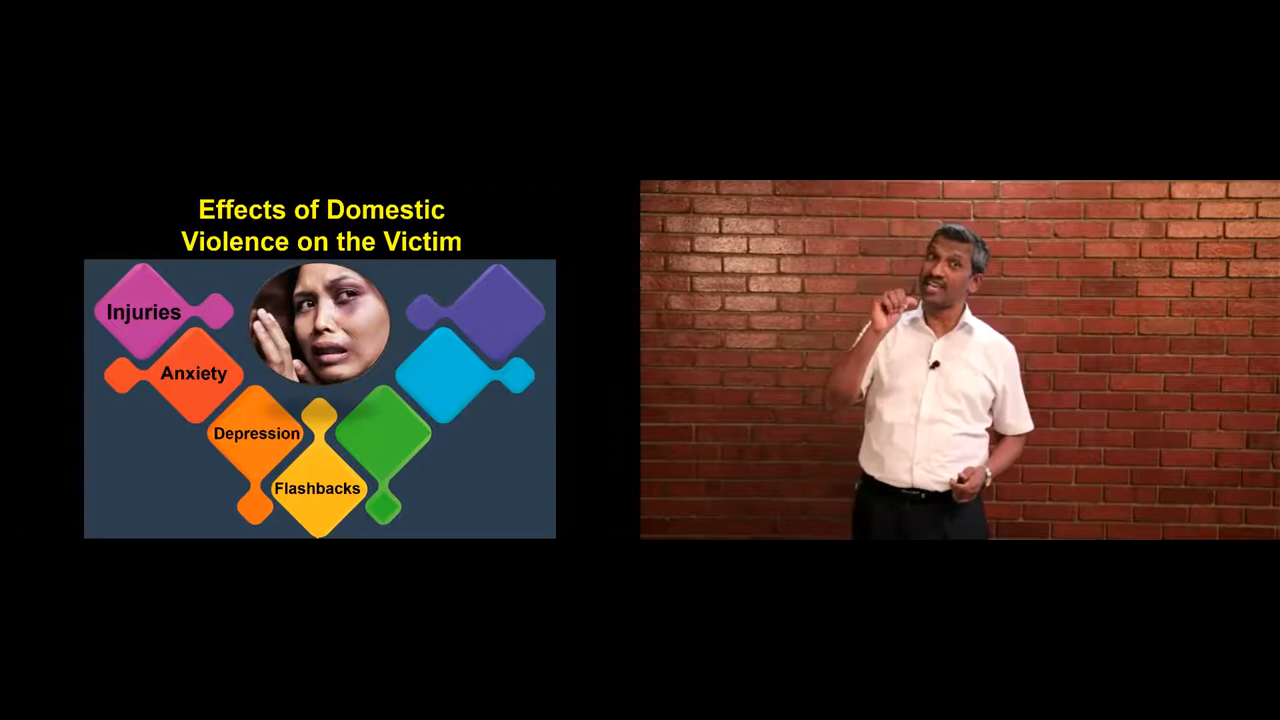 Effects of Domestic
Violence on the Victim
Injuries
Anxiety
Depression
Flashbacks